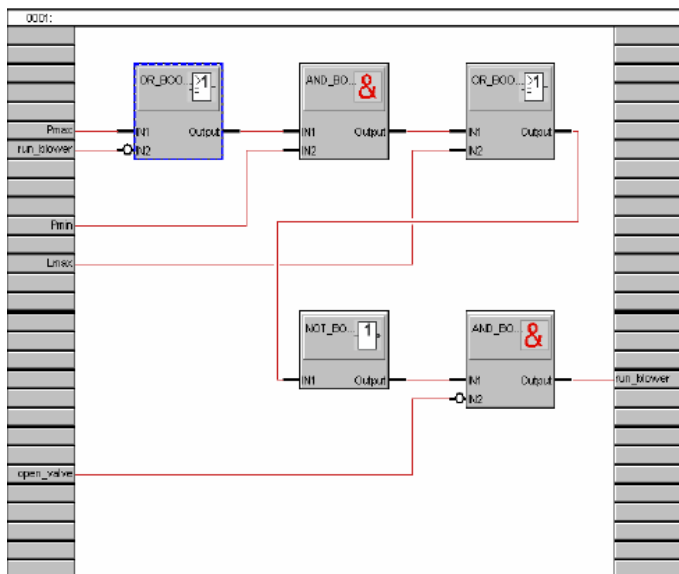 0001:
OR_BOO...
≥1
AND_BO...
&
OR_BOO...
≥1
Pmax
IN1
Output
IN1
Output
IN1
Output
run_blower
IN2
IN2
IN2
Pmin
Lmax
NOT_BO...
1
AND_BO...
&
IN1
Output
IN1
Output
run_blower
IN2
open_valve